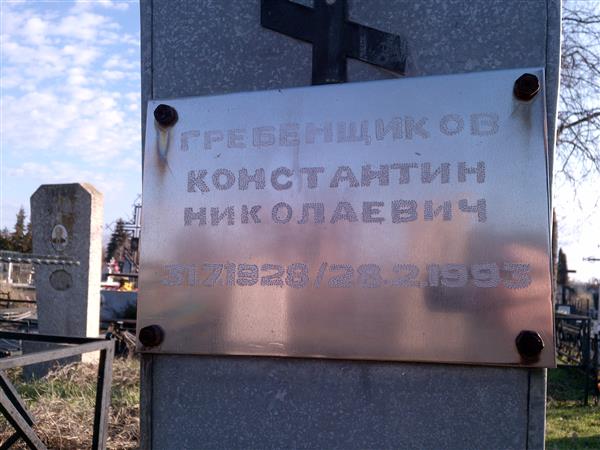 ГРЕБЕНЩИКОВ
КОНСТАНТИН
НИКОЛАЕВИЧ
31.7.1928/28.2.1993